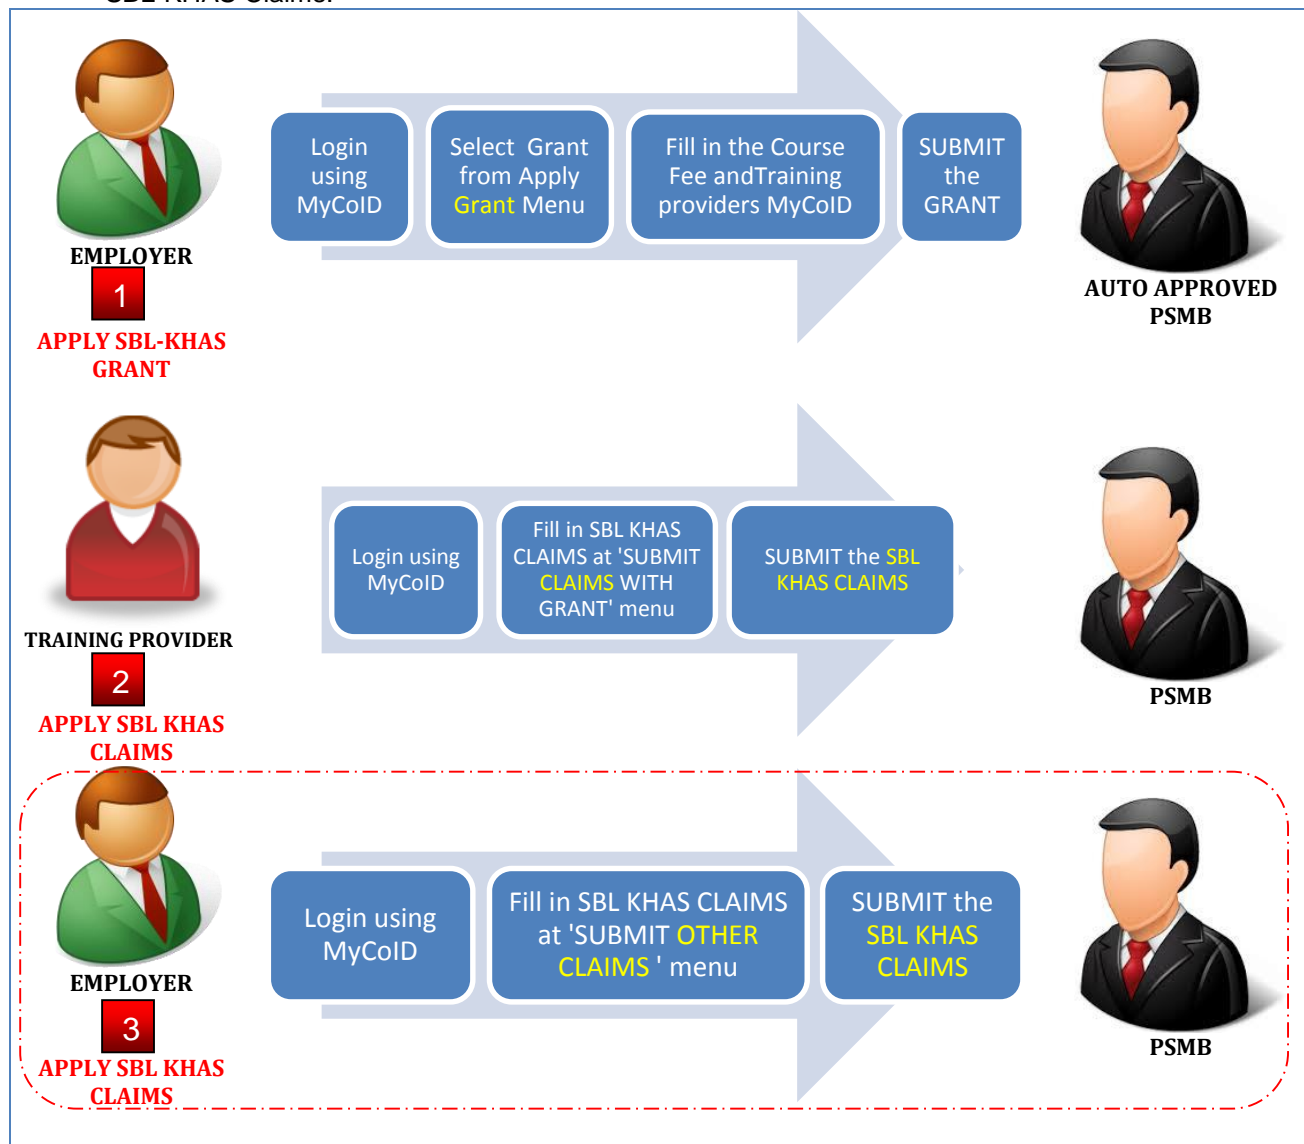 SBL-KHAS Claims.
Login
using
MyCoID
Select Grant
from Apply
Grant Menu
Fill in the Course
Fee andTraining
providers MyCoID
SUBMIT
the
GRANT
EMPLOYER
1
APPLY SBL-KHAS
GRANT
AUTO APPROVED
PSMB
Login using
MyCoID
Fill in SBL KHAS
CLAIMS at 'SUBMIT
CLAIMS WITH
GRANT' menu
SUBMIT the SBL
KHAS CLAIMS
TRAINING PROVIDER
2
APPLY SBL KHAS
CLAIMS
PSMB
Login using
MyCoID
Fill in SBL KHAS CLAIMS
at 'SUBMIT OTHER
CLAIMS ' menu
SUBMIT the
SBL KHAS
CLAIMS
EMPLOYER
3
APPLY SBL KHAS
CLAIMS
PSMB